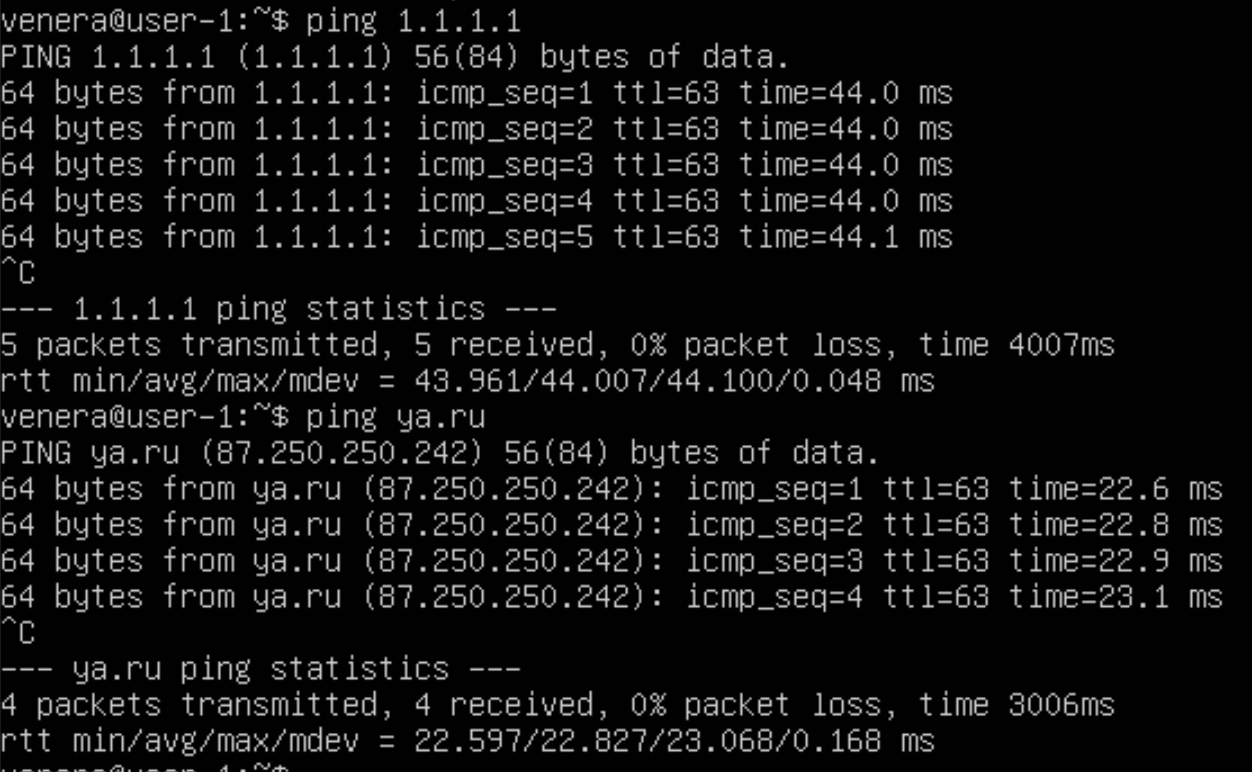 venera@user-1:~$ ping 1.1.1.1
PING 1.1.1.1 (1.1.1.1) 56(84) bytes of data.
64 bytes from 1.1.1.1: icmp_seq=1 ttl=63 time=44.0 ms
64 bytes from 1.1.1.1: icmp_seq=2 ttl=63 time=44.0 ms
64 bytes from 1.1.1.1: icmp_seq=3 ttl=63 time=44.0 ms
64 bytes from 1.1.1.1: icmp_seq=4 ttl=63 time=44.0 ms
64 bytes from 1.1.1.1: icmp_seq=5 ttl=63 time=44.1 ms
^C
--- 1.1.1.1 ping statistics ---
5 packets transmitted, 5 received, 0% packet loss, time 4007ms
rtt min/avg/max/mdev = 43.961/44.007/44.100/0.048 ms
venera@user-1:~$ ping ya.ru
PING ya.ru (87.250.250.242) 56(84) bytes of data.
64 bytes from ya.ru (87.250.250.242): icmp_seq=1 ttl=63 time=22.6 ms
64 bytes from ya.ru (87.250.250.242): icmp_seq=2 ttl=63 time=22.8 ms
64 bytes from ya.ru (87.250.250.242): icmp_seq=3 ttl=63 time=22.9 ms
64 bytes from ya.ru (87.250.250.242): icmp_seq=4 ttl=63 time=23.1 ms
^C
--- ya.ru ping statistics ---
4 packets transmitted, 4 received, 0% packet loss, time 3006ms
rtt min/avg/max/mdev = 22.597/22.827/23.068/0.168 ms
venera@user-1:~$